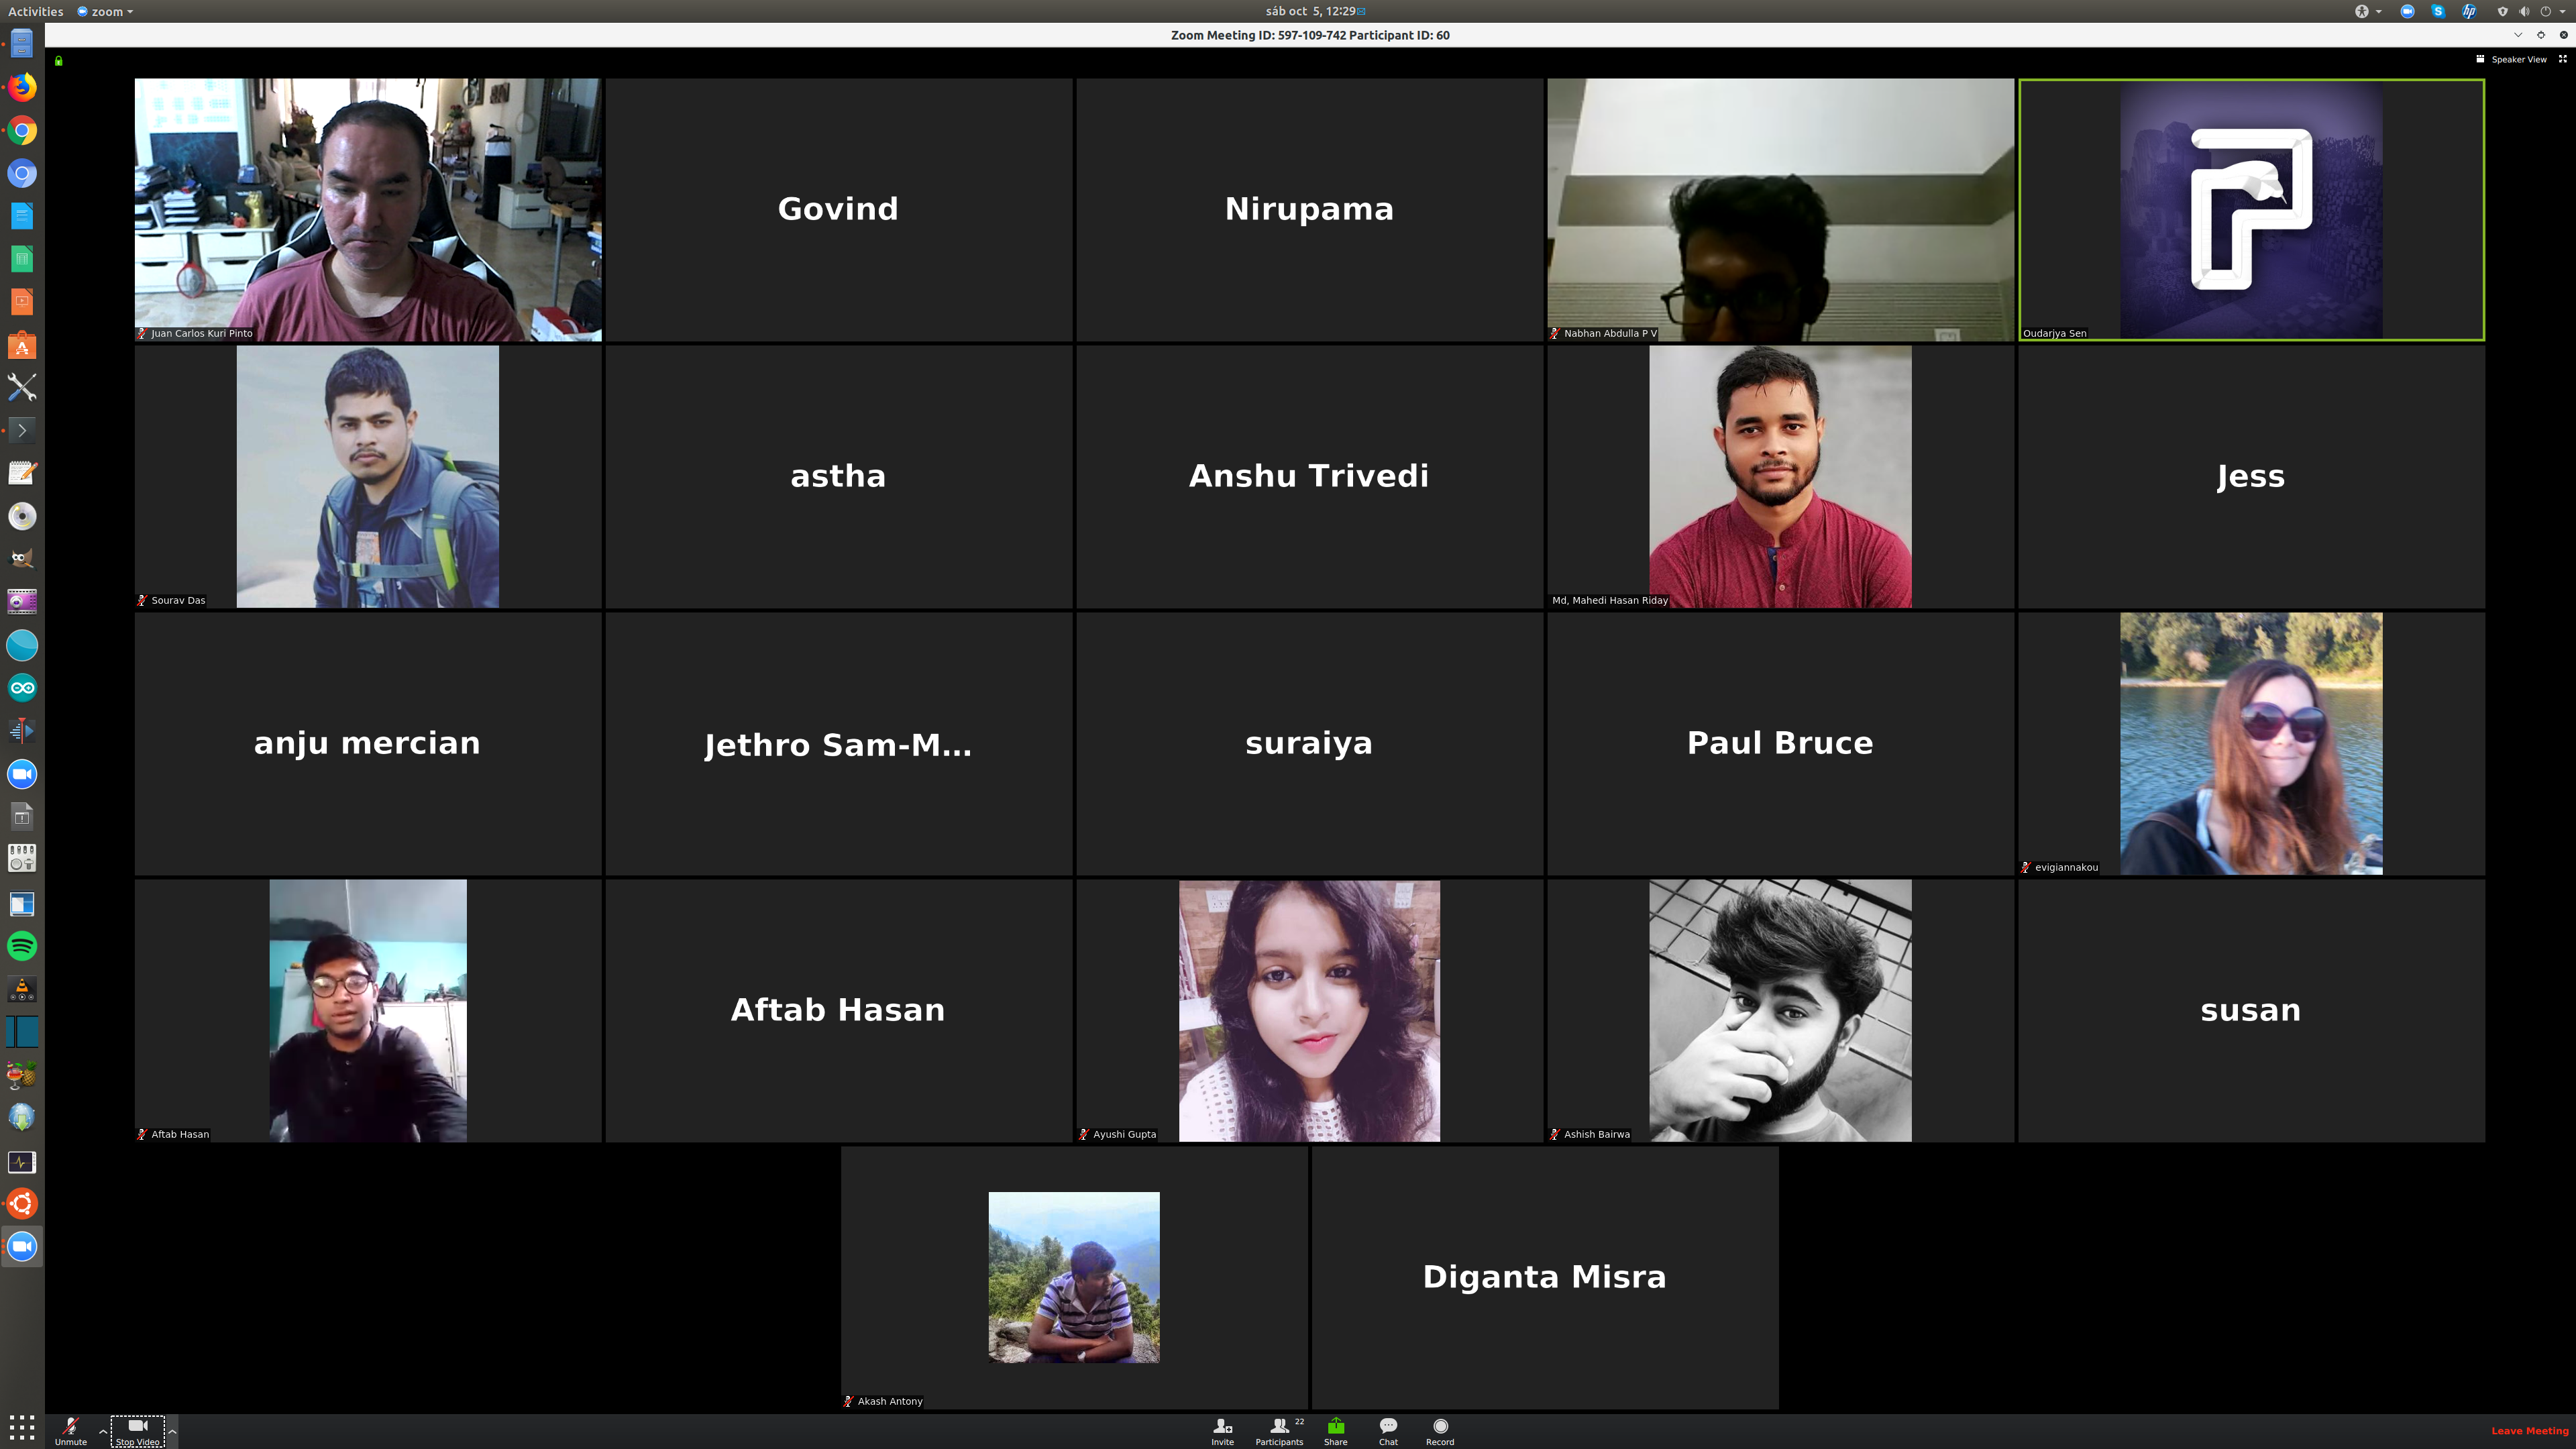 Activities zoom sáb oct 5, 12:29
Zoom Meeting ID: 597-109-742 Participant ID: 60
Speaker View
Juan Carlos Kuri Pinto
Govind
Nirupama
Nabhan Abdulla P V
Oudarjya Sen
Sourav Das
astha
Anshu Trivedi
Md, Mahedi Hasan Riday
Jess
anju mercian
Jethro Sam-M...
suraiya
Paul Bruce
evigiannakou
Aftab Hasan
Aftab Hasan
Ayushi Gupta
Ashish Bairwa
susan
Akash Antony
Diganta Misra
Unmute Stop Video Invite Participants 22 Share Chat Record Leave Meeting